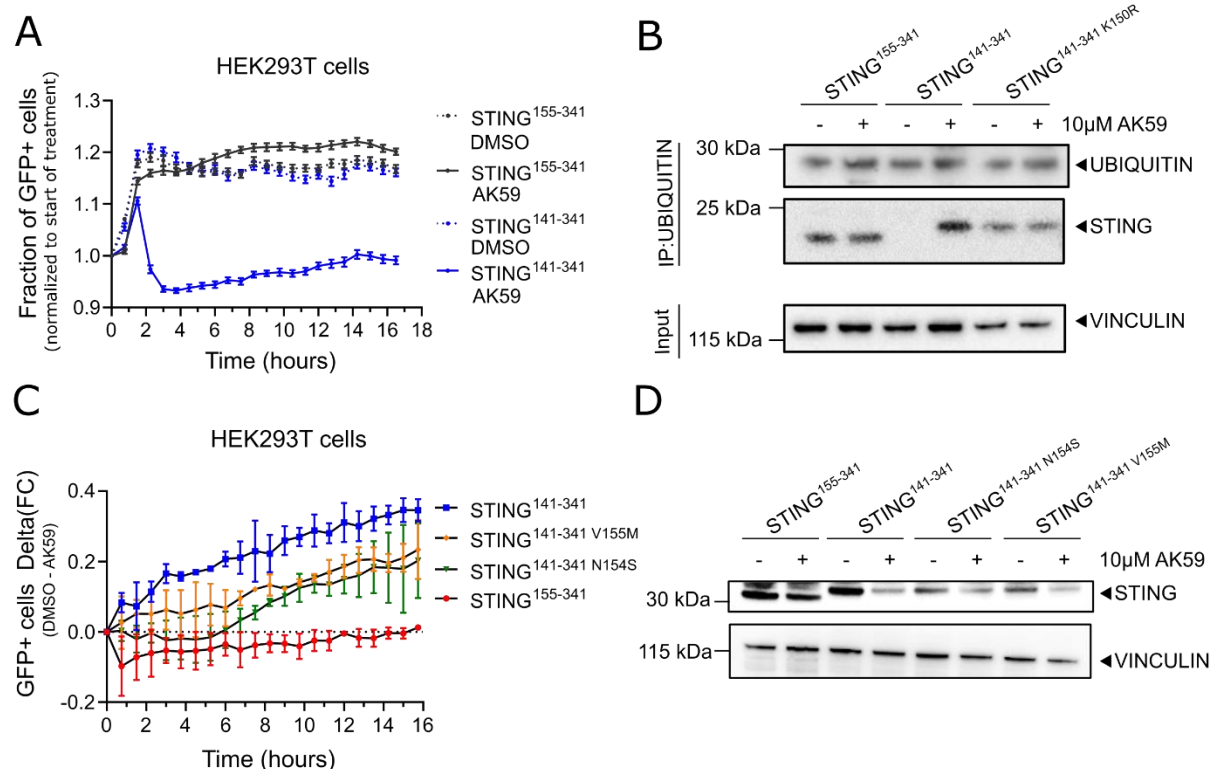 A
HEK293T cells
Fraction of GFP+ cells
(normalized to start of treatment)
1.3
1.2
1.1
1.0
0.9
0 2 4 6 8 10 12 14 16 18
Time (hours)
STING155-341
DMSO
STING155-341
AK59
STING141-341
DMSO
STING141-341
AK59
B
STING155-341
STING141-341
STING141-341 K150R
- + - + - + 10µM AK59
IP:UBIQUITIN
30 kDa
UBIQUITIN
25 kDa
STING
Input
115 kDa
VINCULIN
C
HEK293T cells
GFP+ cells Delta(FC)
(DMSO - AK59)
0.4
0.2
0.0
-0.2
0 2 4 6 8 10 12 14 16
Time (hours)
STING141-341
STING141-341 V155M
STING141-341 N154S
STING155-341
D
STING155-341
STING141-341
STING141-341 N154S
STING141-341 V155M
- + - + - + - + 10µM AK59
30 kDa
STING
115 kDa
VINCULIN